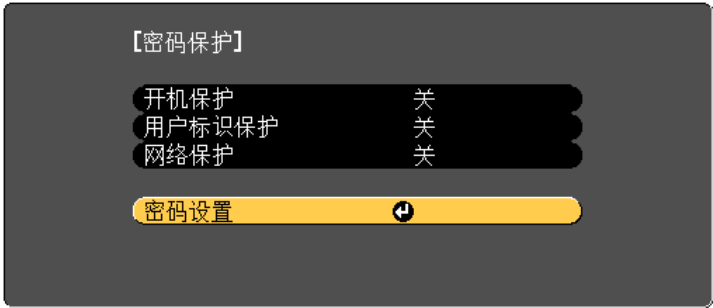 [密码保护]
开机保护 关
用户标识保护 关
网络保护 关
密码设置